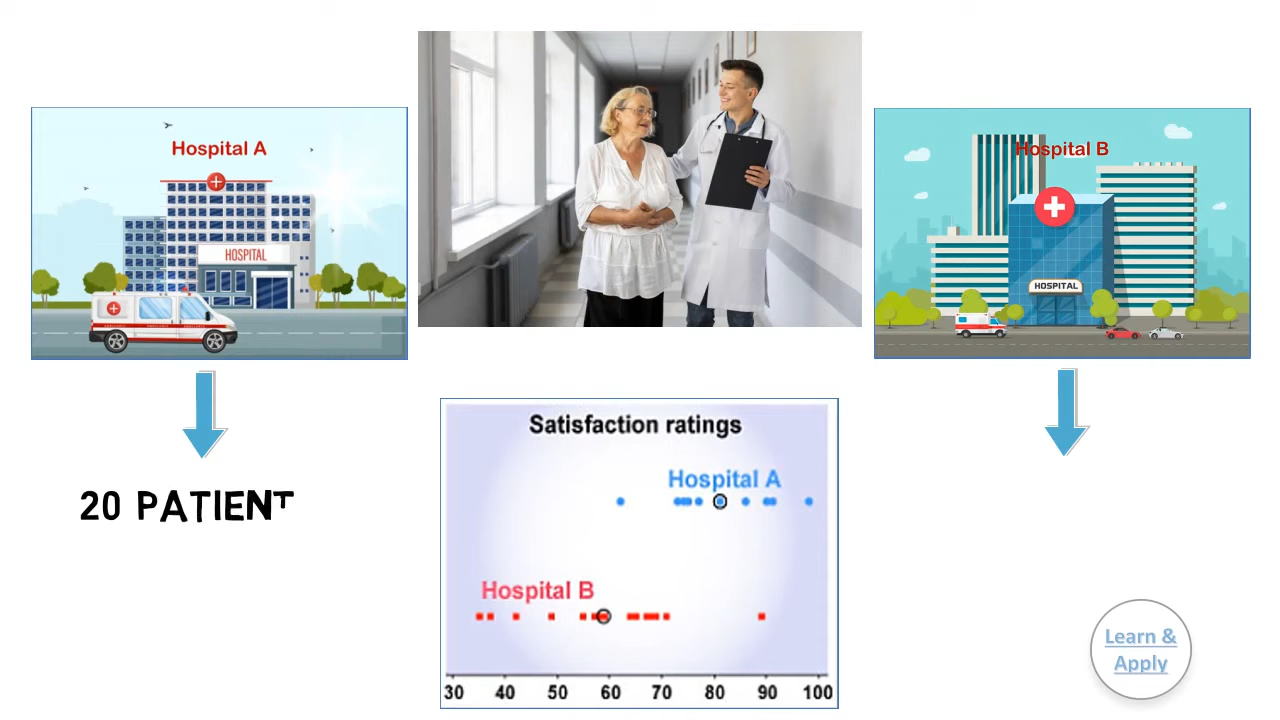 Hospital A
HOSPITAL
Hospital B
HOSPITAL
20 PATIENT
Satisfaction ratings
Hospital A
Hospital B
30 40 50 60 70 80 90 100
Learn &
Apply